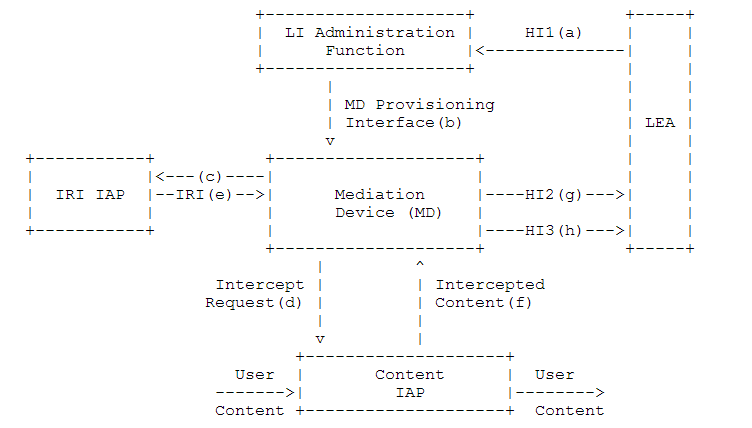 LI Administration HI1(a)
Function
MD Provisioning
Interface(b) LEA
(c)
IRI IAP IRI(e) Mediation HI2(g)
Device (MD)
HI3(h)
Intercept Intercepted
Request(d) Content(f)
User Content User
IAP
Content Content